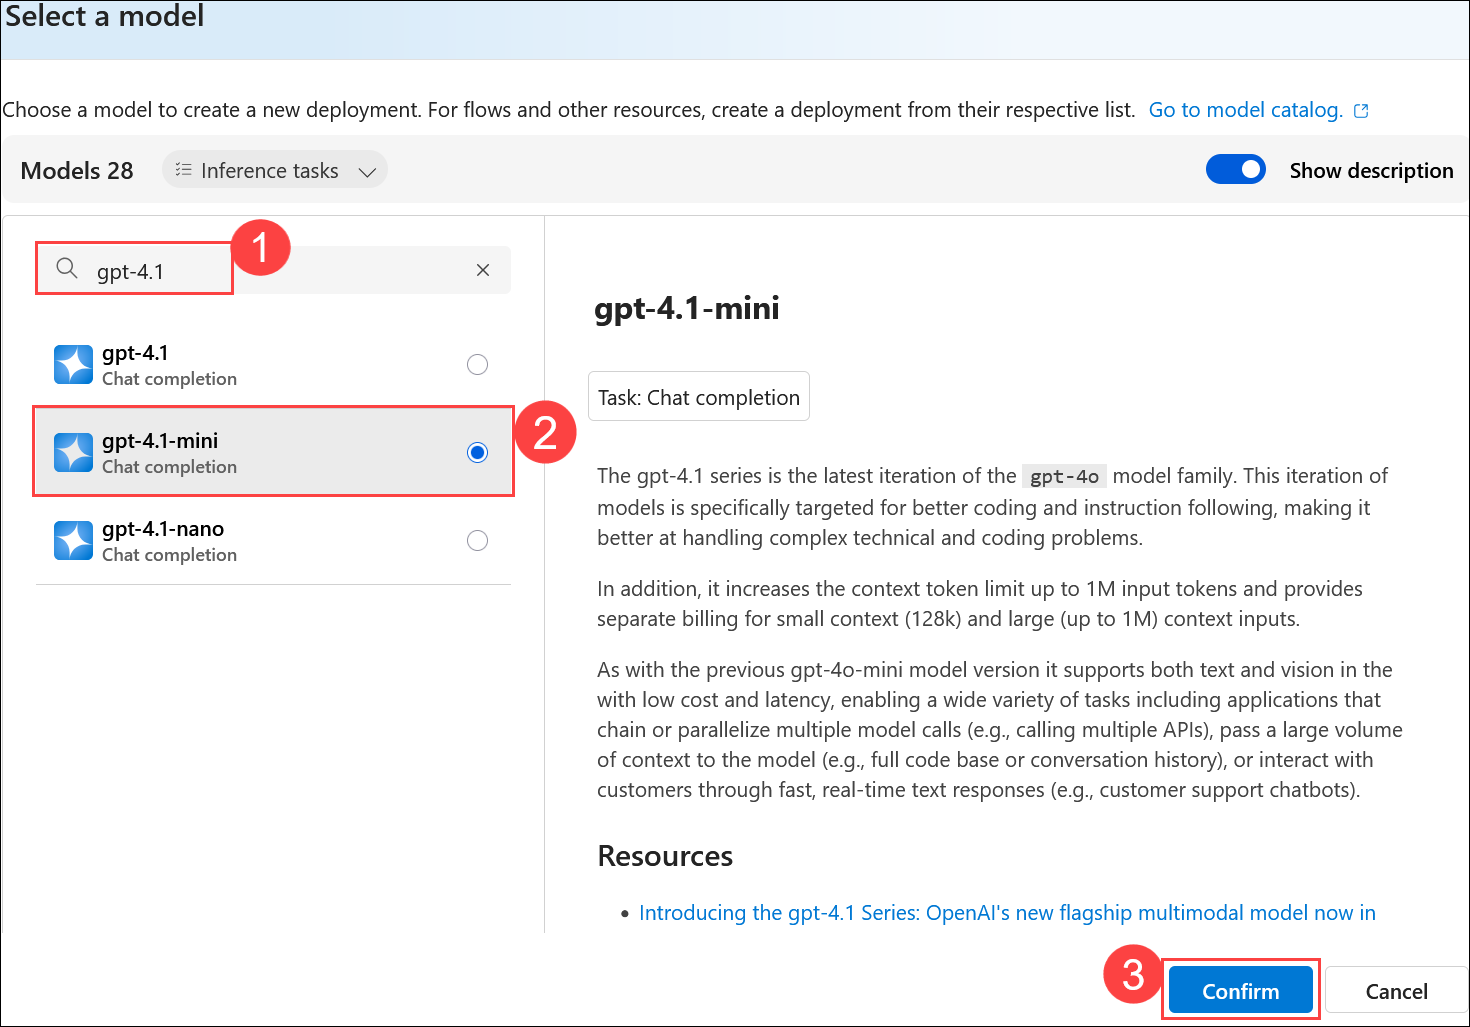 Select a model
Choose a model to create a new deployment. For flows and other resources, create a deployment from their respective list. Go to model catalog.
Models 28
Inference tasks
Show description
gpt-4.1
1
gpt-4.1
Chat completion
gpt-4.1-mini
Chat completion
2
gpt-4.1-nano
Chat completion
gpt-4.1-mini
Task: Chat completion
The gpt-4.1 series is the latest iteration of the gpt-4o model family. This iteration of
models is specifically targeted for better coding and instruction following, making it
better at handling complex technical and coding problems.
In addition, it increases the context token limit up to 1M input tokens and provides
separate billing for small context (128k) and large (up to 1M) context inputs.
As with the previous gpt-4o-mini model version it supports both text and vision in the
with low cost and latency, enabling a wide variety of tasks including applications that
chain or parallelize multiple model calls (e.g., calling multiple APIs), pass a large volume
of context to the model (e.g., full code base or conversation history), or interact with
customers through fast, real-time text responses (e.g., customer support chatbots).
Resources
• Introducing the gpt-4.1 Series: OpenAI's new flagship multimodal model now in
3
Confirm
Cancel